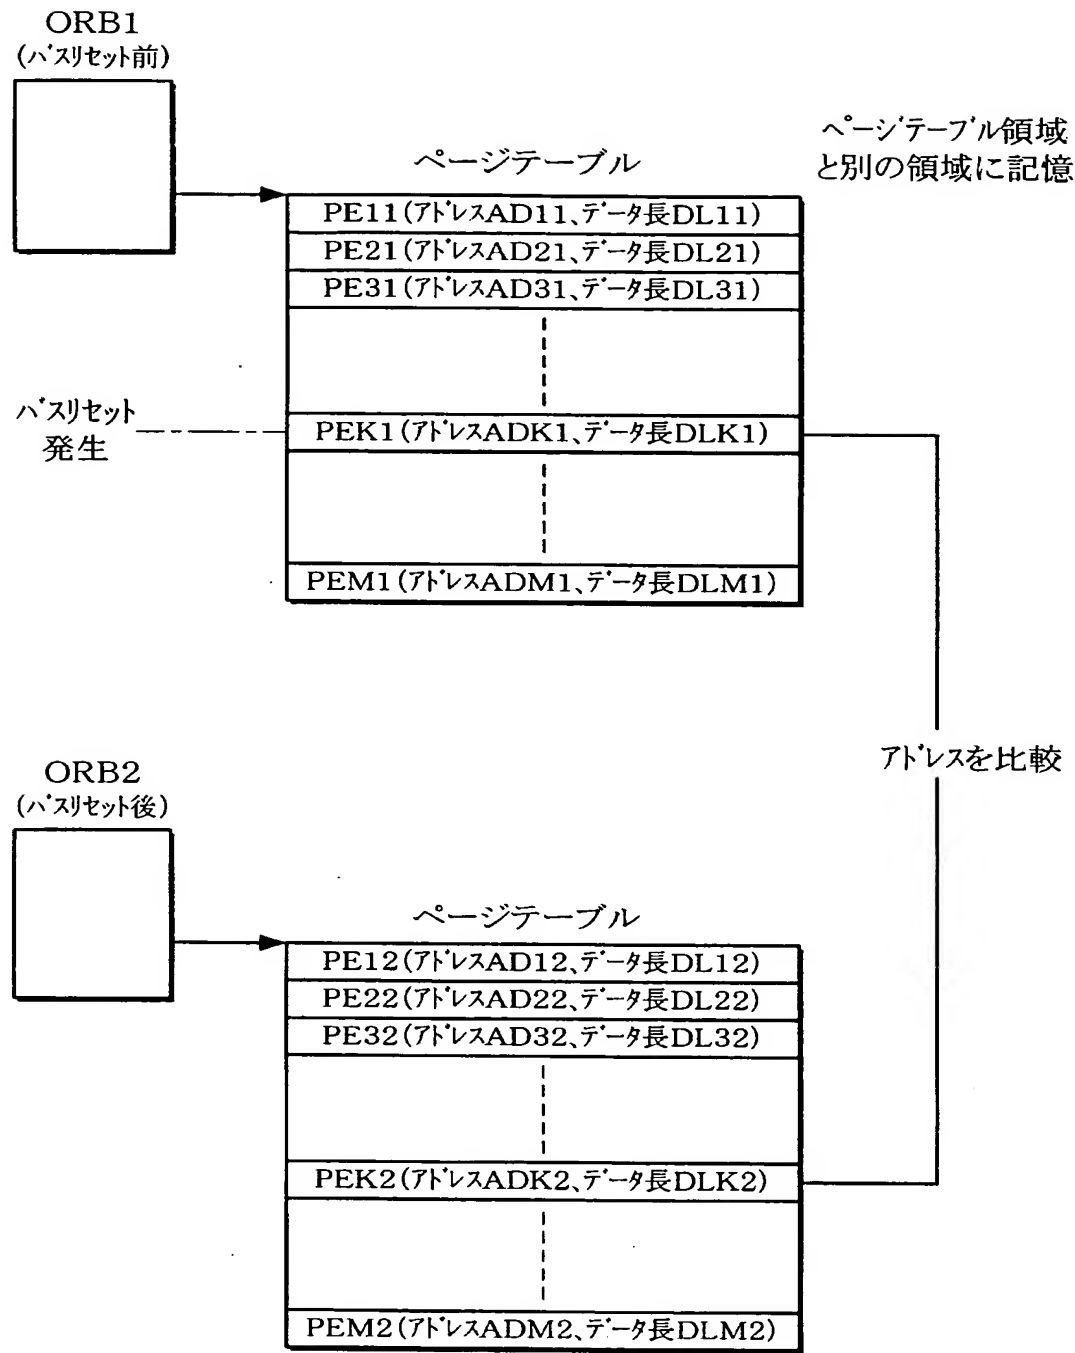 ORB1
(バスリセット前)
ページテーブル領域
と別の領域に記憶
ページテーブル
PE11(アドレスAD11、データ長DL11)
PE21(アドレスAD21、データ長DL21)
PE31(アドレスAD31、データ長DL31)
バスリセット
発生
PEK1(アドレスADK1、データ長DLK1)
PEM1(アドレスADM1、データ長DLM1)
アドレスを比較
ORB2
(バスリセット後)
ページテーブル
PE12(アドレスAD12、データ長DL12)
PE22(アドレスAD22、データ長DL22)
PE32(アドレスAD32、データ長DL32)
PEK2(アドレスADK2、データ長DLK2)
PEM2(アドレスADM2、データ長DLM2)